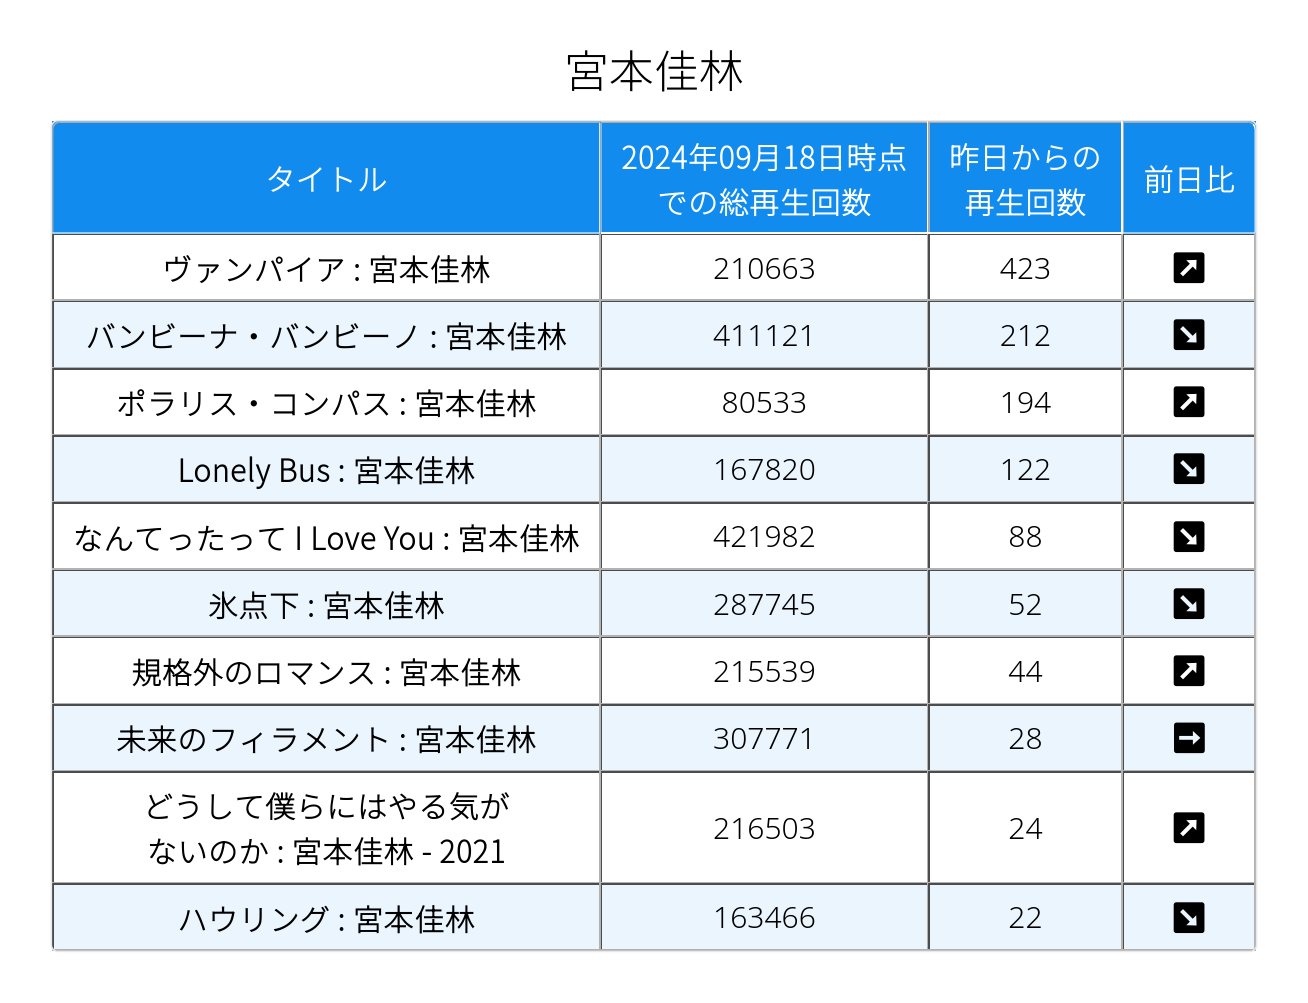 宮本佳林
タイトル
2024年09月18日時点
での総再生回数
昨日からの
再生回数
前日比
ヴァンパイア : 宮本佳林 210663 423 ↗
バンビーナ・バンビーノ : 宮本佳林 411121 212 ↘
ポラリス・コンパス : 宮本佳林 80533 194 ↗
Lonely Bus : 宮本佳林 167820 122 ↘
なんてったって I Love You : 宮本佳林 421982 88 ↘
氷点下 : 宮本佳林 287745 52 ↘
規格外のロマンス : 宮本佳林 215539 44 ↗
未来のフィラメント : 宮本佳林 307771 28 →
どうして僕らにはやる気が
ないのか : 宮本佳林 - 2021 216503 24 ↗
ハウリング : 宮本佳林 163466 22 ↘